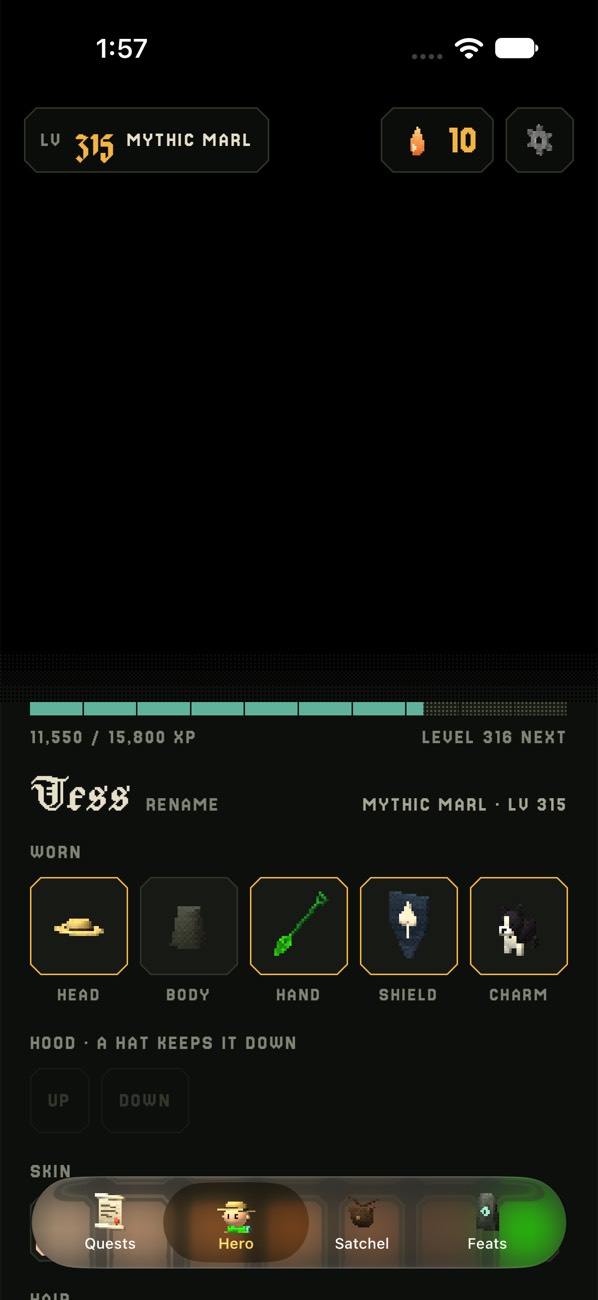 1:57
LV 315 MYTHIC MARL
10
11,550 / 15,800 XP
LEVEL 316 NEXT
Vess RENAME
MYTHIC MARL · LV 315
WORN
HEAD
BODY
HAND
SHIELD
CHARM
HOOD · A HAT KEEPS IT DOWN
UP
DOWN
SKIN
Quests
Hero
Satchel
Feats
HAIR